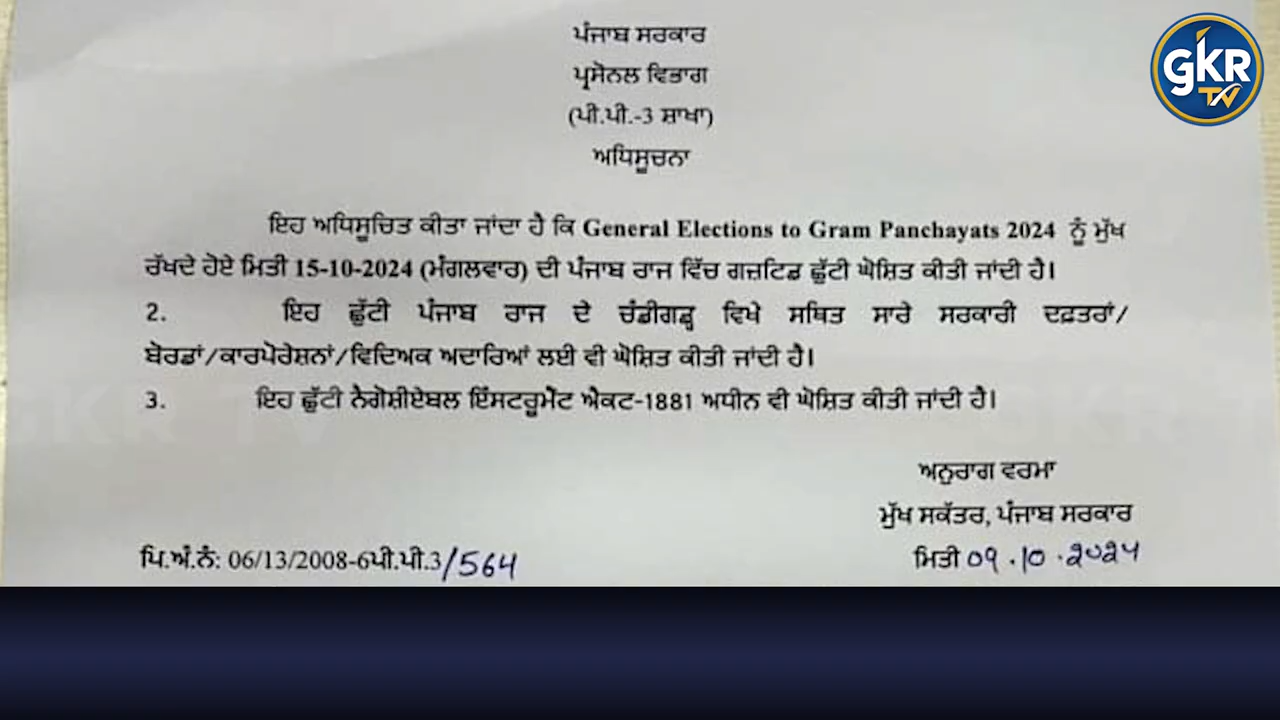 GKR
TV
ਪੰਜਾਬ ਸਰਕਾਰ
ਪ੍ਰਸੋਨਲ ਵਿਭਾਗ
(ਪੀ.ਪੀ.-3 ਸ਼ਾਖਾ)
ਅਧਿਸੂਚਨਾ
ਇਹ ਅਧਿਸੂਚਿਤ ਕੀਤਾ ਜਾਂਦਾ ਹੈ ਕਿ General Elections to Gram Panchayats 2024 ਨੂੰ ਮੁੱਖ
ਰੱਖਦੇ ਹੋਏ ਮਿਤੀ 15-10-2024 (ਮੰਗਲਵਾਰ) ਦੀ ਪੰਜਾਬ ਰਾਜ ਵਿੱਚ ਗਜ਼ਟਿਡ ਛੁੱਟੀ ਘੋਸ਼ਿਤ ਕੀਤੀ ਜਾਂਦੀ ਹੈ।
2. ਇਹ ਛੁੱਟੀ ਪੰਜਾਬ ਰਾਜ ਦੇ ਚੰਡੀਗੜ੍ਹ ਵਿਖੇ ਸਥਿਤ ਸਾਰੇ ਸਰਕਾਰੀ ਦਫ਼ਤਰਾਂ/
ਬੋਰਡਾਂ/ਕਾਰਪੋਰੇਸ਼ਨਾਂ/ਵਿਦਿਅਕ ਅਦਾਰਿਆਂ ਲਈ ਵੀ ਘੋਸ਼ਿਤ ਕੀਤੀ ਜਾਂਦੀ ਹੈ।
3. ਇਹ ਛੁੱਟੀ ਨੈਗੋਸ਼ੀਏਬਲ ਇੰਸਟਰੂਮੈਂਟ ਐਕਟ-1881 ਅਧੀਨ ਵੀ ਘੋਸ਼ਿਤ ਕੀਤੀ ਜਾਂਦੀ ਹੈ।
ਅਨੁਰਾਗ ਵਰਮਾ
ਮੁੱਖ ਸਕੱਤਰ, ਪੰਜਾਬ ਸਰਕਾਰ
ਪਿ.ਅੰ.ਨੰ: 06/13/2008-6ਪੀ.ਪੀ.3/564 ਮਿਤੀ 09.10.2024
GKR TV